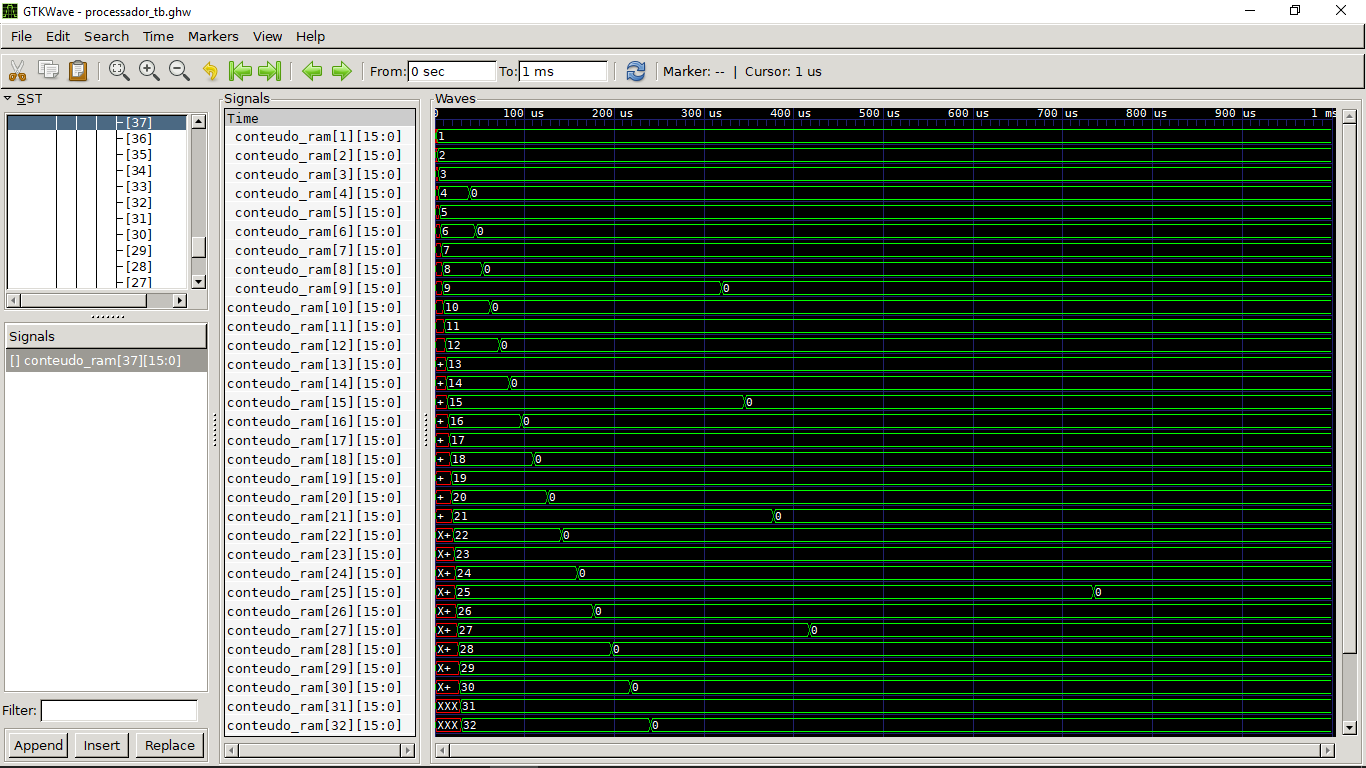 GTKWave - processador_tb.ghw
File Edit Search Time Markers View Help
From: 0 sec To: 1 ms Marker: -- | Cursor: 1 us
SST
[37]
[36]
[35]
[34]
[33]
[32]
[31]
[30]
[29]
[28]
[27]
Signals
[] conteudo_ram[37][15:0]
Filter:
Append Insert Replace
Signals
Time
conteudo_ram[1][15:0]
conteudo_ram[2][15:0]
conteudo_ram[3][15:0]
conteudo_ram[4][15:0]
conteudo_ram[5][15:0]
conteudo_ram[6][15:0]
conteudo_ram[7][15:0]
conteudo_ram[8][15:0]
conteudo_ram[9][15:0]
conteudo_ram[10][15:0]
conteudo_ram[11][15:0]
conteudo_ram[12][15:0]
conteudo_ram[13][15:0]
conteudo_ram[14][15:0]
conteudo_ram[15][15:0]
conteudo_ram[16][15:0]
conteudo_ram[17][15:0]
conteudo_ram[18][15:0]
conteudo_ram[19][15:0]
conteudo_ram[20][15:0]
conteudo_ram[21][15:0]
conteudo_ram[22][15:0]
conteudo_ram[23][15:0]
conteudo_ram[24][15:0]
conteudo_ram[25][15:0]
conteudo_ram[26][15:0]
conteudo_ram[27][15:0]
conteudo_ram[28][15:0]
conteudo_ram[29][15:0]
conteudo_ram[30][15:0]
conteudo_ram[31][15:0]
conteudo_ram[32][15:0]
Waves
0 100 us 200 us 300 us 400 us 500 us 600 us 700 us 800 us 900 us 1 ms
1
2
3
4 0
5
6 0
7
8 0
9 0
10 0
11
12 0
+ 13
+ 14 0
+ 15 0
+ 16 0
+ 17
+ 18 0
+ 19
+ 20 0
+ 21 0
X+ 22 0
X+ 23
X+ 24 0
X+ 25 0
X+ 26 0
X+ 27 0
X+ 28 0
X+ 29
X+ 30 0
XXX 31
XXX 32 0